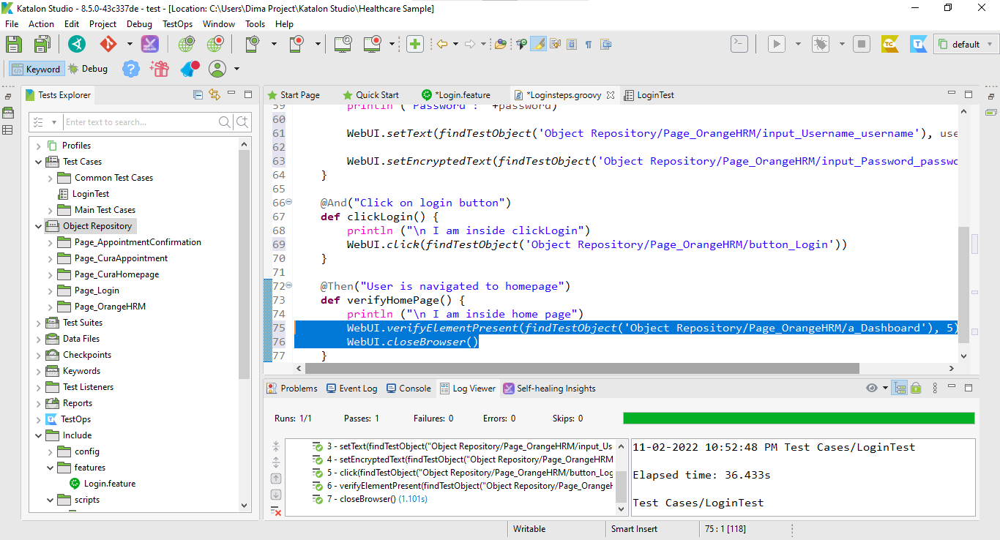 Katalon Studio - 8.5.0-43c337de - test - [Location: C:\Users\Dima Project\Katalon Studio\Healthcare Sample]
File Action Edit Project Debug TestOps Window Tools Help
default
Keyword Debug
Tests Explorer
Enter text to search...
Profiles
Test Cases
Common Test Cases
LoginTest
Main Test Cases
Object Repository
Page_AppointmentConfirmation
Page_CuraAppointment
Page_CuraHomepage
Page_Login
Page_OrangeHRM
Test Suites
Data Files
Checkpoints
Keywords
Test Listeners
Reports
TestOps
Include
config
features
Login.feature
scripts
Start Page Quick Start *Login.feature *Loginsteps.groovy LoginTest
59 println ("Password : " +password)
60
61 WebUI.setText(findTestObject('Object Repository/Page_OrangeHRM/input_Username_username'), use
62
63 WebUI.setEncryptedText(findTestObject('Object Repository/Page_OrangeHRM/input_Password_passwo
64 }
65
66 @And("Click on login button")
67 def clickLogin() {
68 println ("\n I am inside clickLogin")
69 WebUI.click(findTestObject('Object Repository/Page_OrangeHRM/button_Login'))
70 }
71
72 @Then("User is navigated to homepage")
73 def verifyHomePage() {
74 println ("\n I am inside home page")
75 WebUI.verifyElementPresent(findTestObject('Object Repository/Page_OrangeHRM/a_Dashboard'), 5)
76 WebUI.closeBrowser()
77 }
Problems Event Log Console Log Viewer Self-healing Insights
Runs: 1/1 Passes: 1 Failures: 0 Errors: 0 Skips: 0
3 - setText(findTestObject("Object Repository/Page_OrangeHRM/input_Us
4 - setEncryptedText(findTestObject("Object Repository/Page_OrangeHRM
5 - click(findTestObject("Object Repository/Page_OrangeHRM/button_Log
6 - verifyElementPresent(findTestObject("Object Repository/Page_OrangeH
7 - closeBrowser() (1.101s)
11-02-2022 10:52:48 PM Test Cases/LoginTest
Elapsed time: 36.433s
Test Cases/LoginTest
Writable Smart Insert 75 : 1 [118]